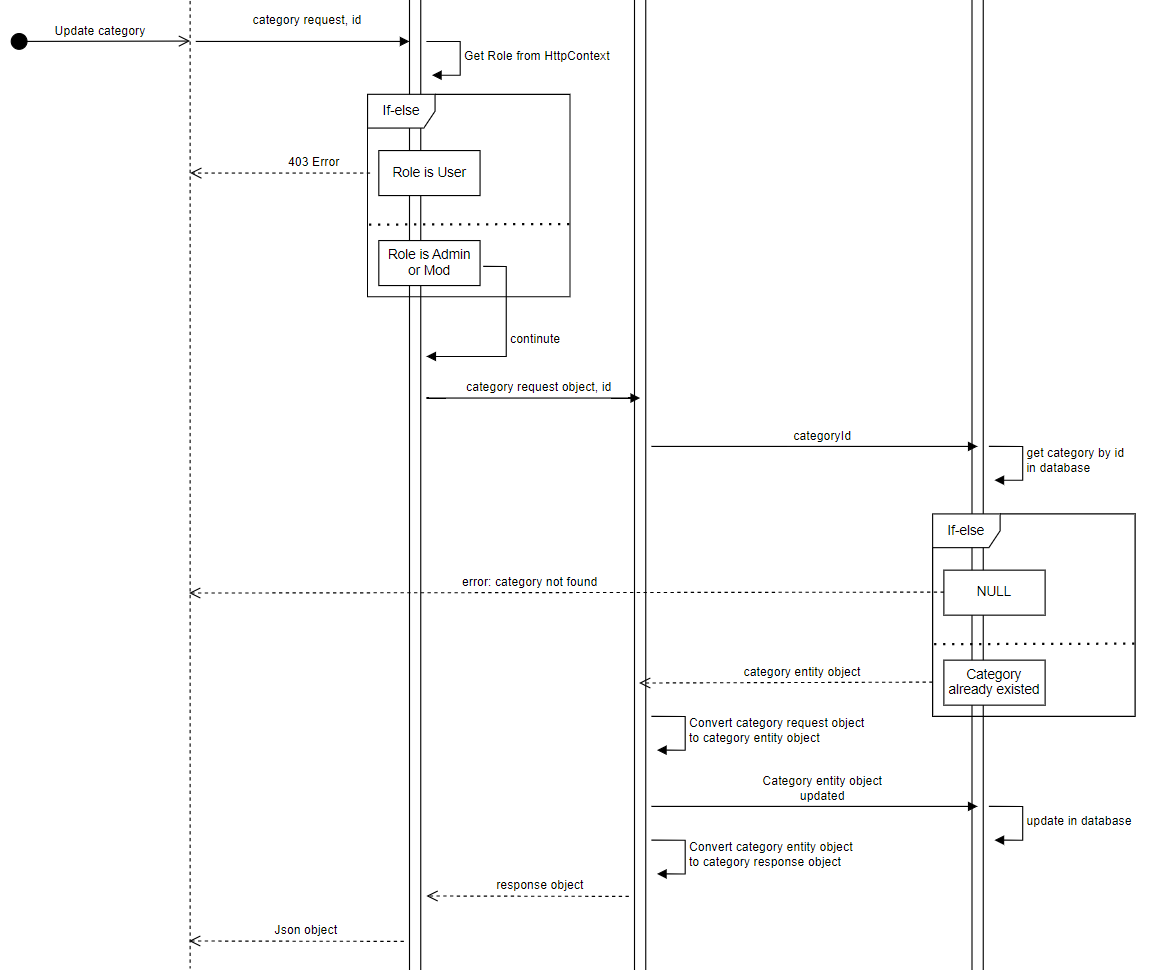 Update category
category request, id
Get Role from HttpContext
If-else
403 Error
Role is User
Role is Admin
or Mod
continute
category request object, id
categoryId
get category by id
in database
If-else
error: category not found
NULL
category entity object
Category
already existed
Convert category request object
to category entity object
Category entity object
updated
update in database
Convert category entity object
to category response object
response object
Json object